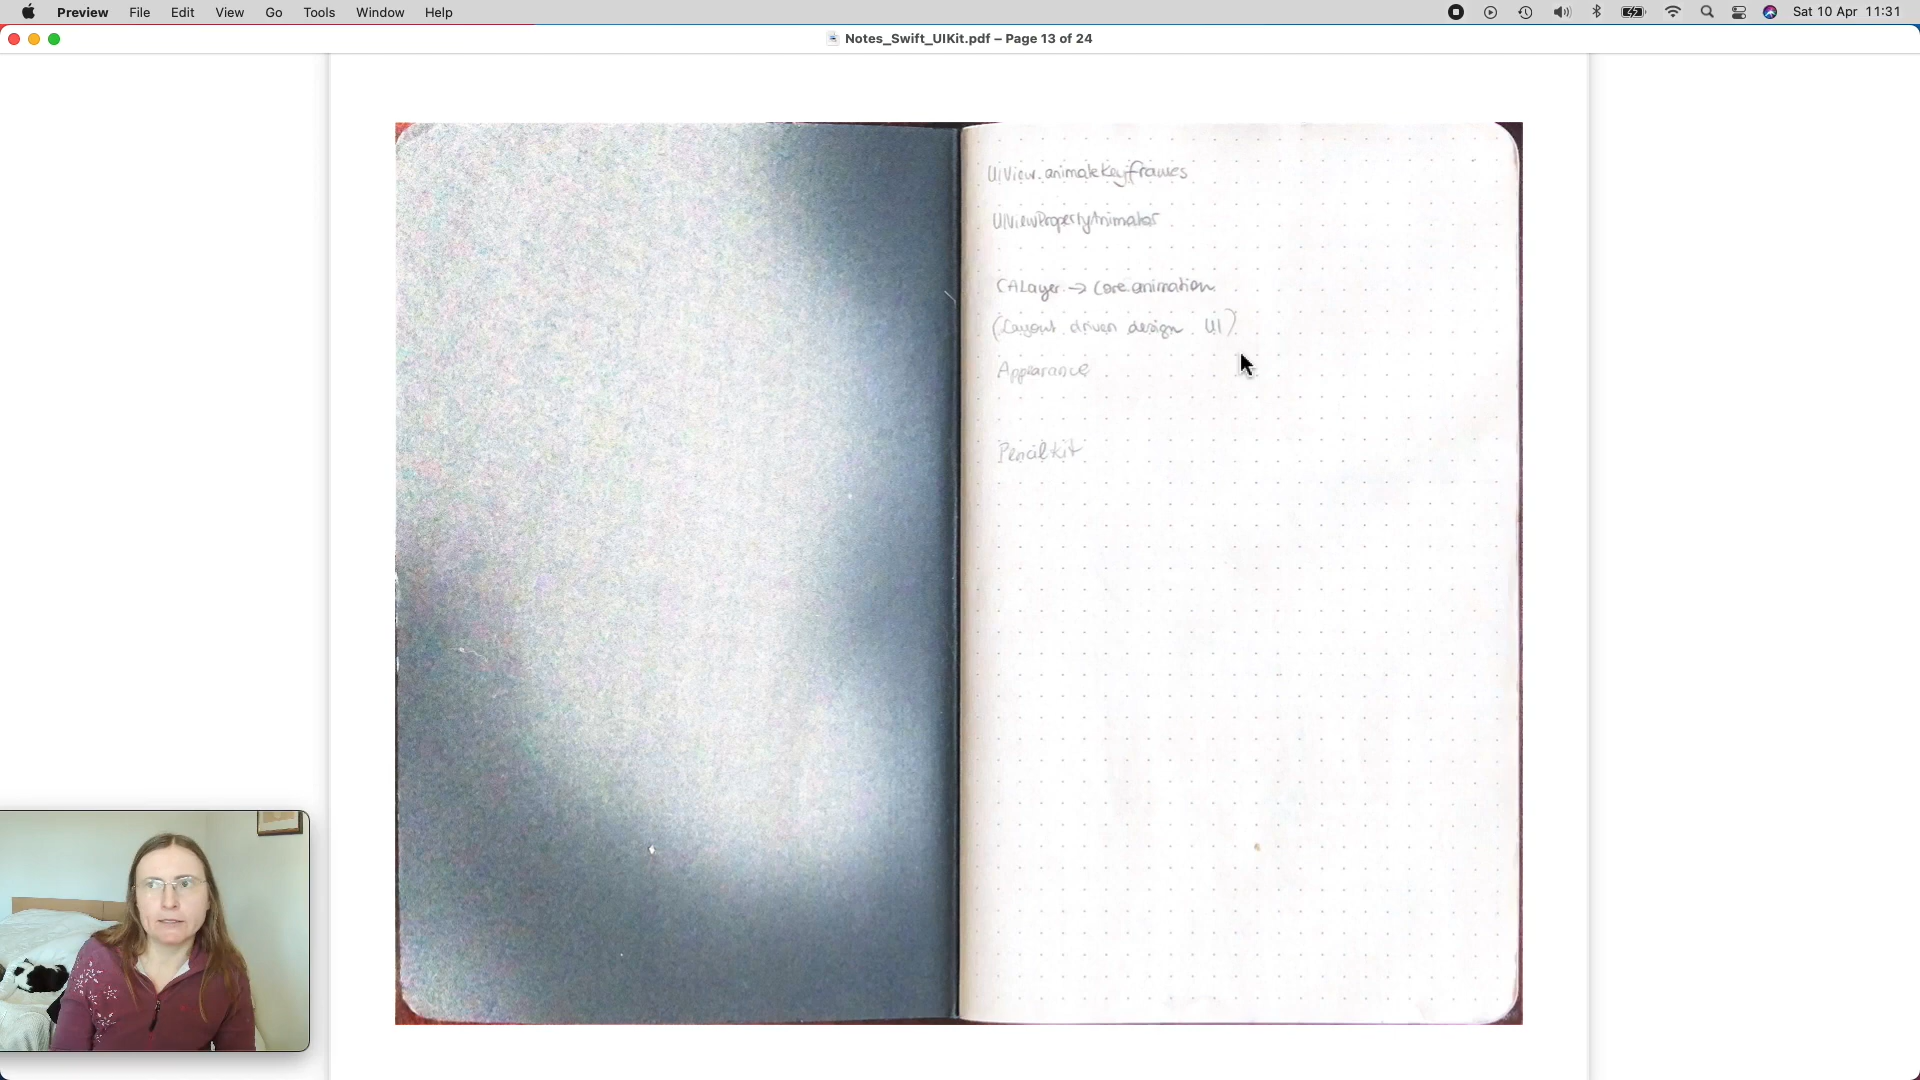 Preview File Edit View Go Tools Window Help Sat 10 Apr 11:31
Notes_Swift_UIKit.pdf – Page 13 of 24
UIView.animateKeyframes
UIViewPropertyAnimator
CALayer → core animation
(Layout driven design UI)
Appearance
Pencilkit